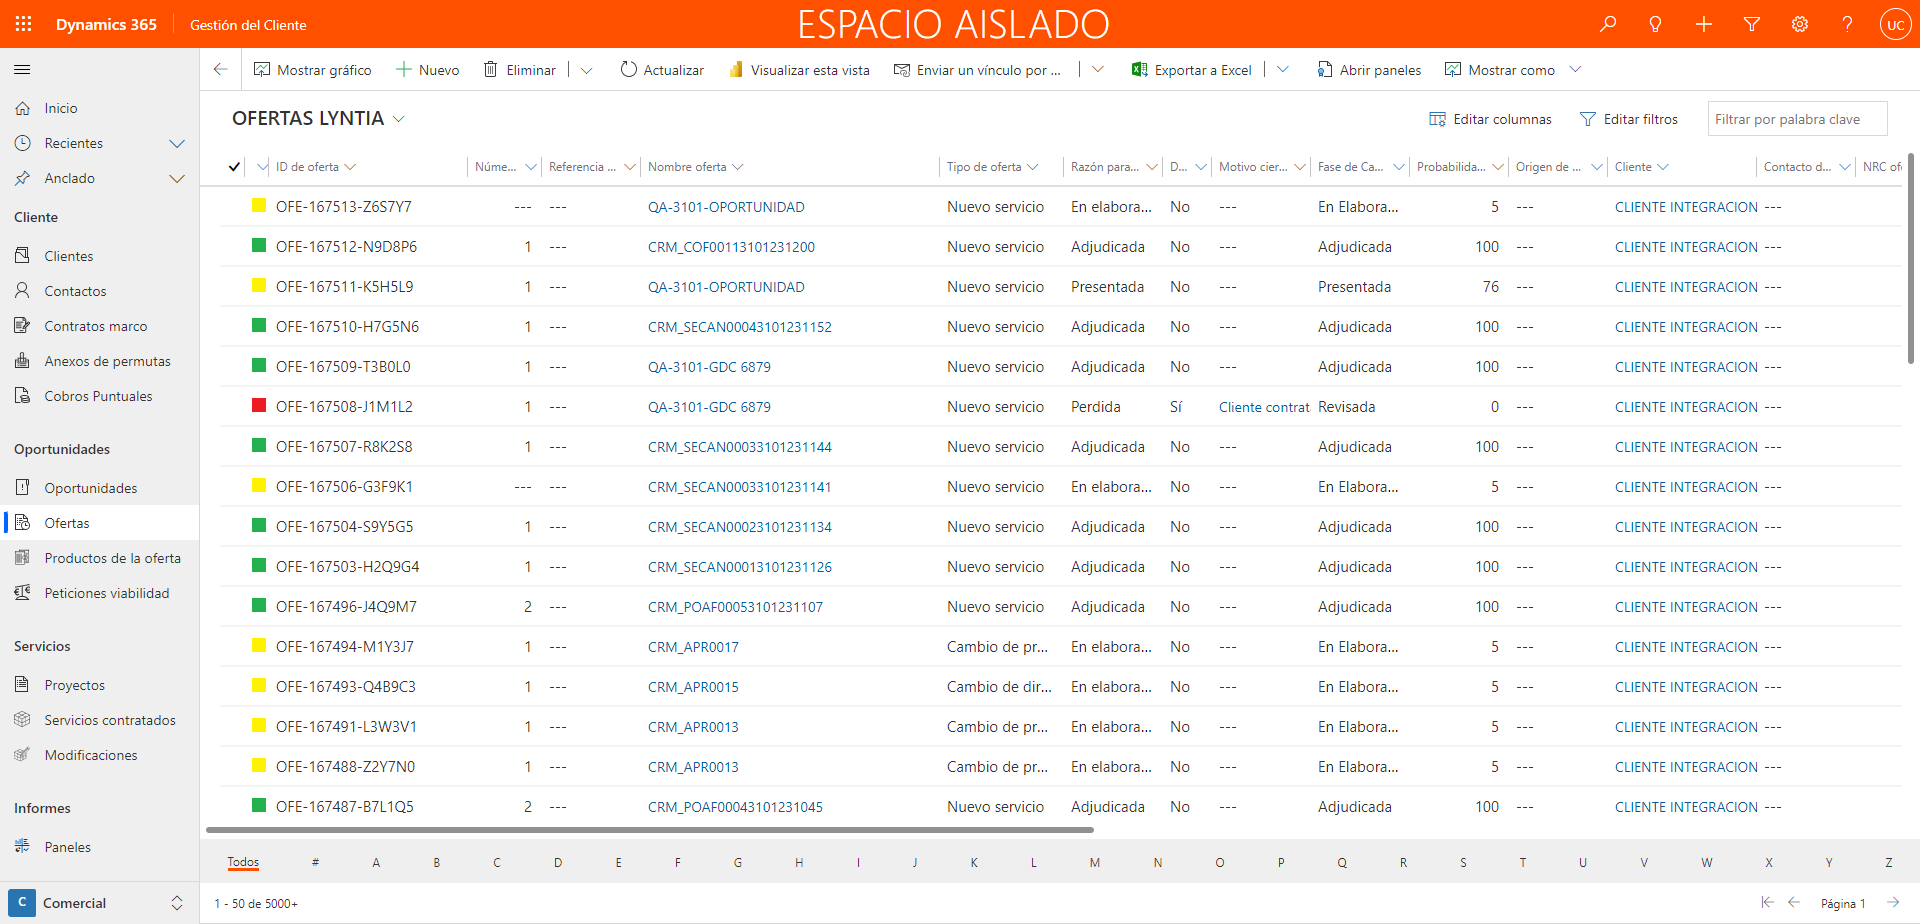 Dynamics 365 Gestión del Cliente ESPACIO AISLADO UC
Mostrar gráfico Nuevo Eliminar Actualizar Visualizar esta vista Enviar un vínculo por ... Exportar a Excel Abrir paneles Mostrar como
Inicio
Recientes
Anclado
Cliente
Clientes
Contactos
Contratos marco
Anexos de permutas
Cobros Puntuales
Oportunidades
Oportunidades
Ofertas
Productos de la oferta
Peticiones viabilidad
Servicios
Proyectos
Servicios contratados
Modificaciones
Informes
Paneles
C Comercial
OFERTAS LYNTIA Editar columnas Editar filtros Filtrar por palabra clave
ID de oferta Núme... Referencia ... Nombre oferta Tipo de oferta Razón para... D... Motivo cier... Fase de Ca... Probabilida... Origen de ... Cliente Contacto d... NRC of
OFE-167513-Z6S7Y7 --- --- QA-3101-OPORTUNIDAD Nuevo servicio En elabora... No --- En Elabora... 5 --- CLIENTE INTEGRACION ---
OFE-167512-N9D8P6 1 --- CRM_COF00113101231200 Nuevo servicio Adjudicada No --- Adjudicada 100 --- CLIENTE INTEGRACION ---
OFE-167511-K5H5L9 1 --- QA-3101-OPORTUNIDAD Nuevo servicio Presentada No --- Presentada 76 --- CLIENTE INTEGRACION ---
OFE-167510-H7G5N6 1 --- CRM_SECAN00043101231152 Nuevo servicio Adjudicada No --- Adjudicada 100 --- CLIENTE INTEGRACION ---
OFE-167509-T3B0L0 1 --- QA-3101-GDC 6879 Nuevo servicio Adjudicada No --- Adjudicada 100 --- CLIENTE INTEGRACION ---
OFE-167508-J1M1L2 1 --- QA-3101-GDC 6879 Nuevo servicio Perdida Sí Cliente contrat Revisada 0 --- CLIENTE INTEGRACION ---
OFE-167507-R8K2S8 1 --- CRM_SECAN00033101231144 Nuevo servicio Adjudicada No --- Adjudicada 100 --- CLIENTE INTEGRACION ---
OFE-167506-G3F9K1 --- --- CRM_SECAN00033101231141 Nuevo servicio En elabora... No --- En Elabora... 5 --- CLIENTE INTEGRACION ---
OFE-167504-S9Y5G5 1 --- CRM_SECAN00023101231134 Nuevo servicio Adjudicada No --- Adjudicada 100 --- CLIENTE INTEGRACION ---
OFE-167503-H2Q9G4 1 --- CRM_SECAN00013101231126 Nuevo servicio Adjudicada No --- Adjudicada 100 --- CLIENTE INTEGRACION ---
OFE-167496-J4Q9M7 2 --- CRM_POAF00053101231107 Nuevo servicio Adjudicada No --- Adjudicada 100 --- CLIENTE INTEGRACION ---
OFE-167494-M1Y3J7 1 --- CRM_APR0017 Cambio de pr... En elabora... No --- En Elabora... 5 --- CLIENTE INTEGRACION ---
OFE-167493-Q4B9C3 1 --- CRM_APR0015 Cambio de dir... En elabora... No --- En Elabora... 5 --- CLIENTE INTEGRACION ---
OFE-167491-L3W3V1 1 --- CRM_APR0013 Cambio de pr... En elabora... No --- En Elabora... 5 --- CLIENTE INTEGRACION ---
OFE-167488-Z2Y7N0 1 --- CRM_APR0013 Cambio de pr... En elabora... No --- En Elabora... 5 --- CLIENTE INTEGRACION ---
OFE-167487-B7L1Q5 2 --- CRM_POAF00043101231045 Nuevo servicio Adjudicada No --- Adjudicada 100 --- CLIENTE INTEGRACION ---
Todos # A B C D E F G H I J K L M N O P Q R S T U V W X Y Z
1 - 50 de 5000+ Página 1